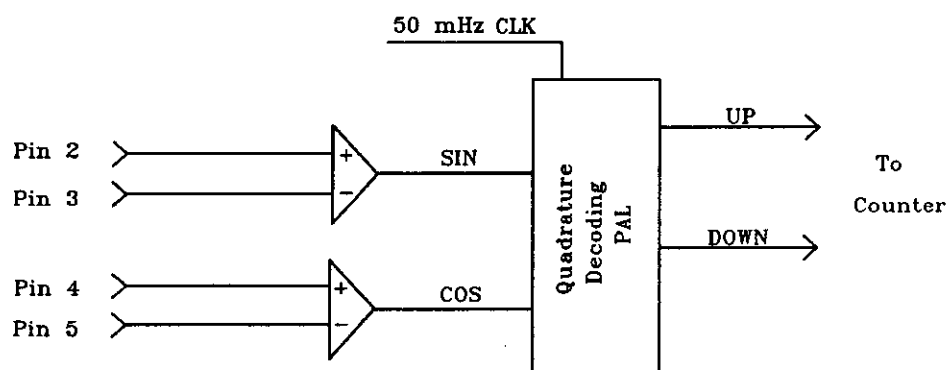 50 mHz CLK
Pin 2
+
SIN
UP
Pin 3
−
To
Counter
Quadrature
Decoding
PAL
DOWN
Pin 4
+
COS
Pin 5
−